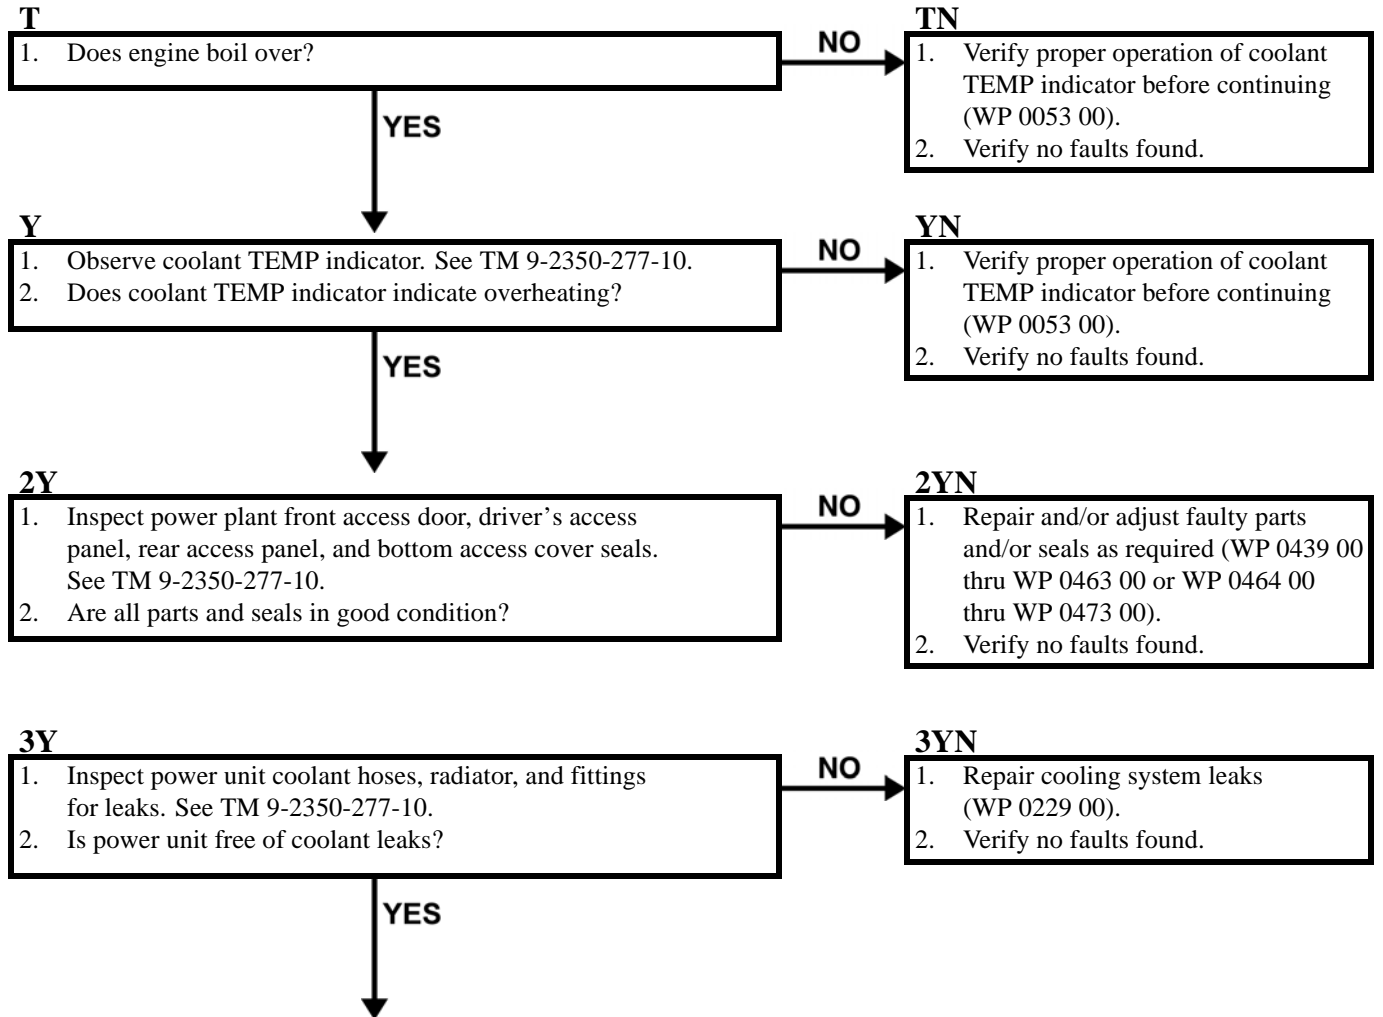 T
1. Does engine boil over?
NO
TN
1. Verify proper operation of coolant
TEMP indicator before continuing
(WP 0053 00).
2. Verify no faults found.
YES
Y
1. Observe coolant TEMP indicator. See TM 9-2350-277-10.
2. Does coolant TEMP indicator indicate overheating?
NO
YN
1. Verify proper operation of coolant
TEMP indicator before continuing
(WP 0053 00).
2. Verify no faults found.
YES
2Y
1. Inspect power plant front access door, driver’s access
panel, rear access panel, and bottom access cover seals.
See TM 9-2350-277-10.
2. Are all parts and seals in good condition?
NO
2YN
1. Repair and/or adjust faulty parts
and/or seals as required (WP 0439 00
thru WP 0463 00 or WP 0464 00
thru WP 0473 00).
2. Verify no faults found.
3Y
1. Inspect power unit coolant hoses, radiator, and fittings
for leaks. See TM 9-2350-277-10.
2. Is power unit free of coolant leaks?
NO
3YN
1. Repair cooling system leaks
(WP 0229 00).
2. Verify no faults found.
YES